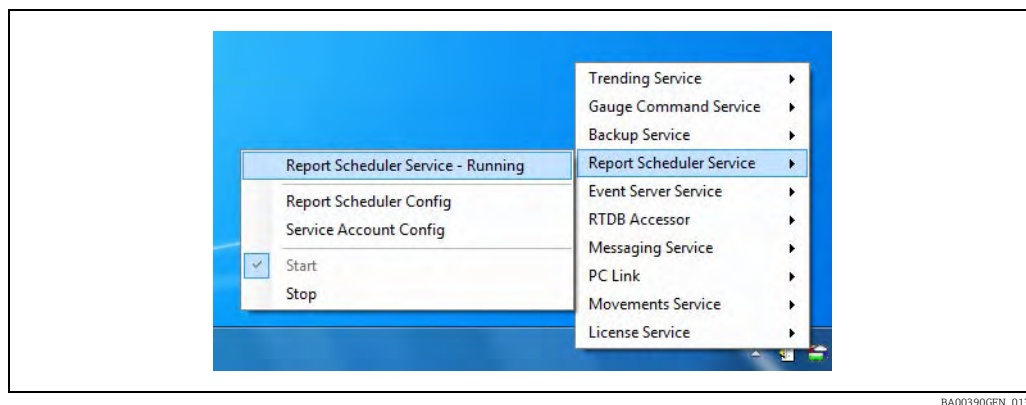 Trending Service
Gauge Command Service
Backup Service
Report Scheduler Service
Event Server Service
RTDB Accessor
Messaging Service
PC Link
Movements Service
License Service
Report Scheduler Service - Running
Report Scheduler Config
Service Account Config
Start
Stop